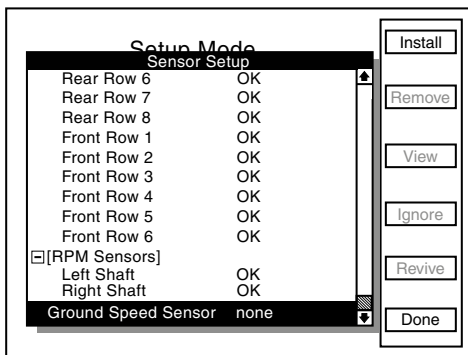 Setup Mode
Sensor Setup
Rear Row 6 OK
Rear Row 7 OK
Rear Row 8 OK
Front Row 1 OK
Front Row 2 OK
Front Row 3 OK
Front Row 4 OK
Front Row 5 OK
Front Row 6 OK
[RPM Sensors]
Left Shaft OK
Right Shaft OK
Ground Speed Sensor none
Install
Remove
View
Ignore
Revive
Done